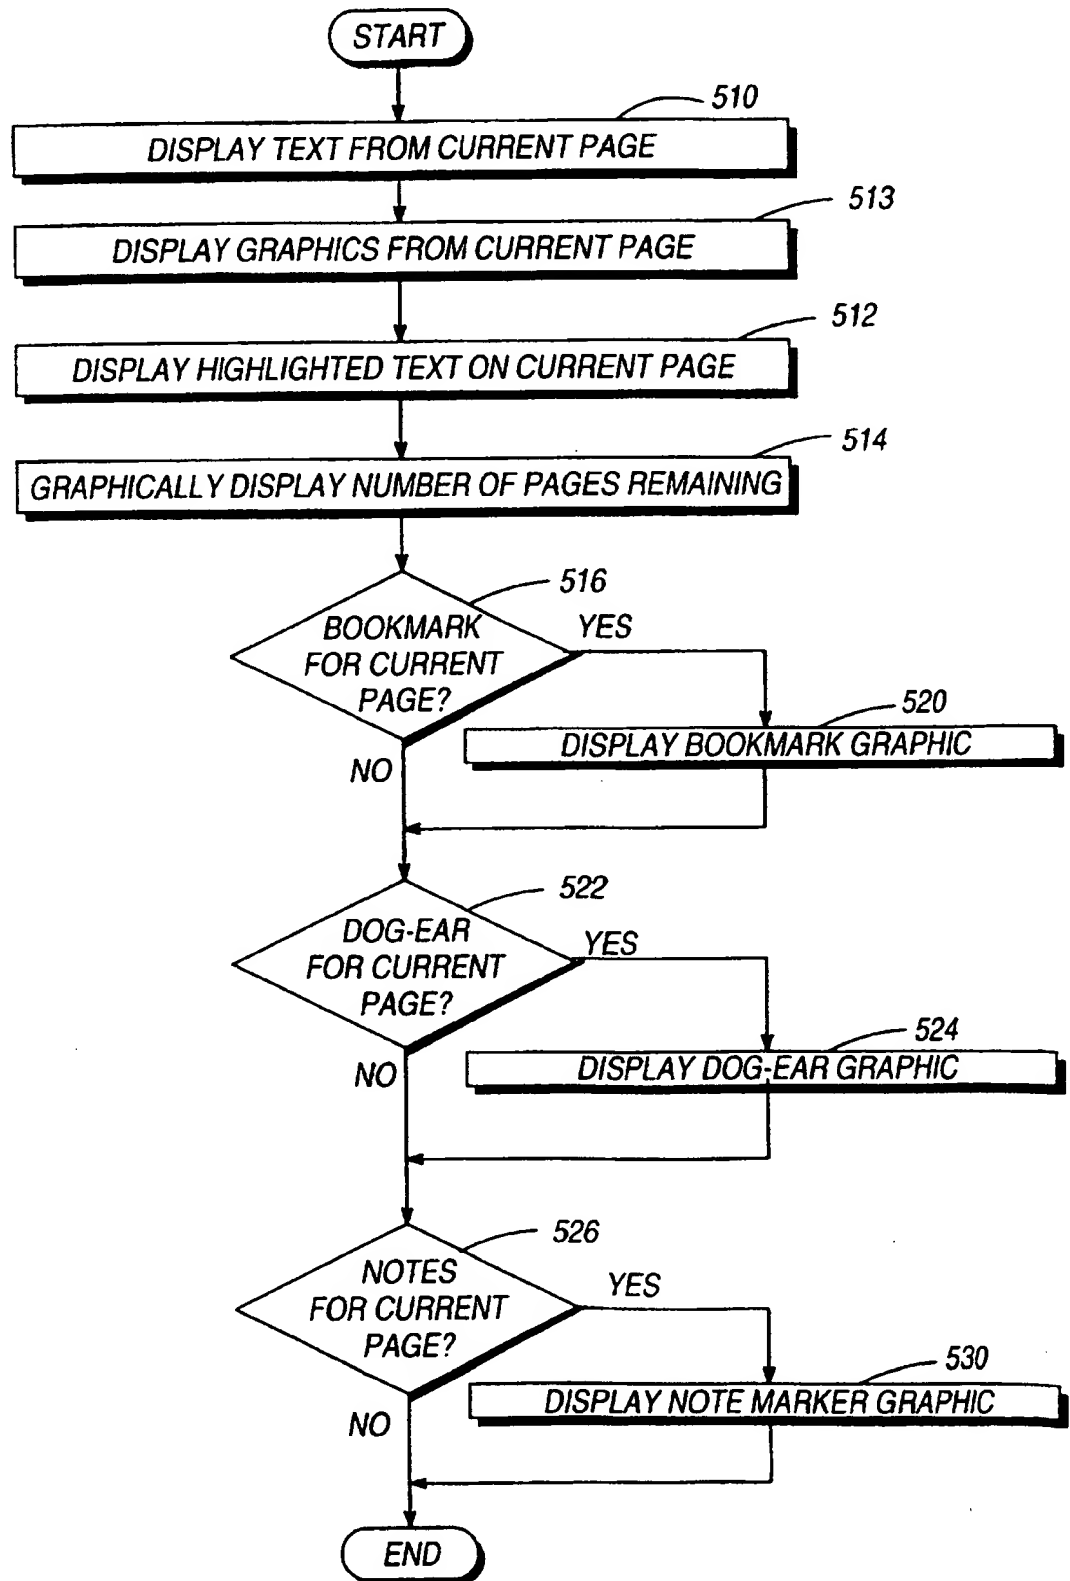 START
510
DISPLAY TEXT FROM CURRENT PAGE
513
DISPLAY GRAPHICS FROM CURRENT PAGE
512
DISPLAY HIGHLIGHTED TEXT ON CURRENT PAGE
514
GRAPHICALLY DISPLAY NUMBER OF PAGES REMAINING
516
BOOKMARK
FOR CURRENT
PAGE?
YES
520
DISPLAY BOOKMARK GRAPHIC
NO
522
DOG-EAR
FOR CURRENT
PAGE?
YES
524
DISPLAY DOG-EAR GRAPHIC
NO
526
NOTES
FOR CURRENT
PAGE?
YES
530
DISPLAY NOTE MARKER GRAPHIC
NO
END